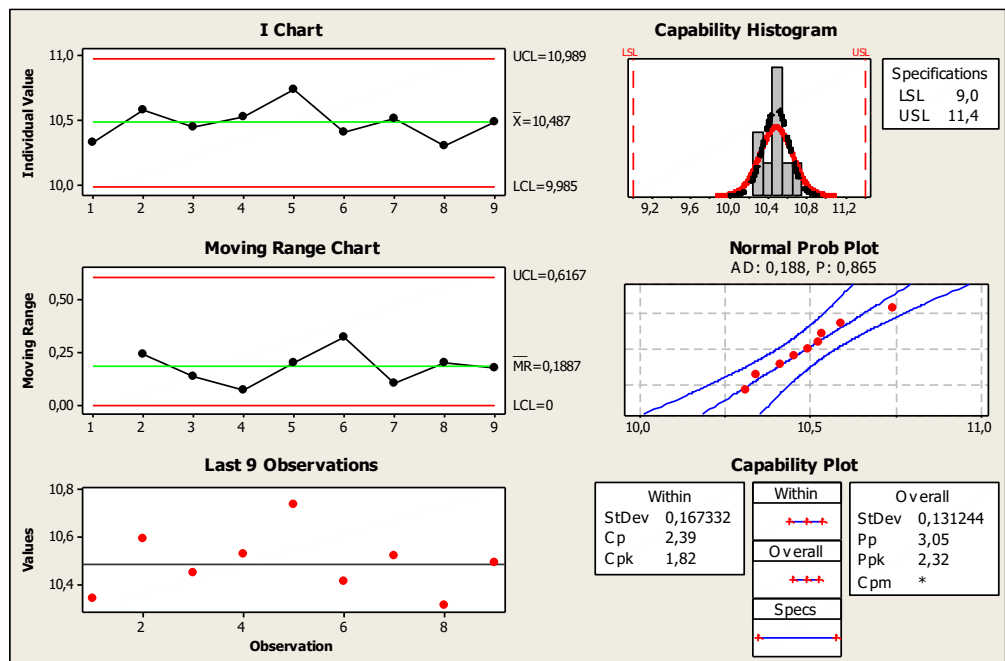 I Chart
Individual Value
11,0
10,5
10,0
1 2 3 4 5 6 7 8 9
UCL=10,989
X=10,487
LCL=9,985
Capability Histogram
LSL USL
9,2 9,6 10,0 10,4 10,8 11,2
Specifications
LSL 9,0
USL 11,4
Moving Range Chart
Moving Range
0,50
0,25
0,00
1 2 3 4 5 6 7 8 9
UCL=0,6167
MR=0,1887
LCL=0
Normal Prob Plot
AD: 0,188, P: 0,865
10,0 10,5 11,0
Last 9 Observations
Values
10,8
10,6
10,4
2 4 6 8
Observation
Capability Plot
Within
StDev 0,167332
Cp 2,39
Cpk 1,82
Within
Overall
Specs
Overall
StDev 0,131244
Pp 3,05
Ppk 2,32
Cpm *